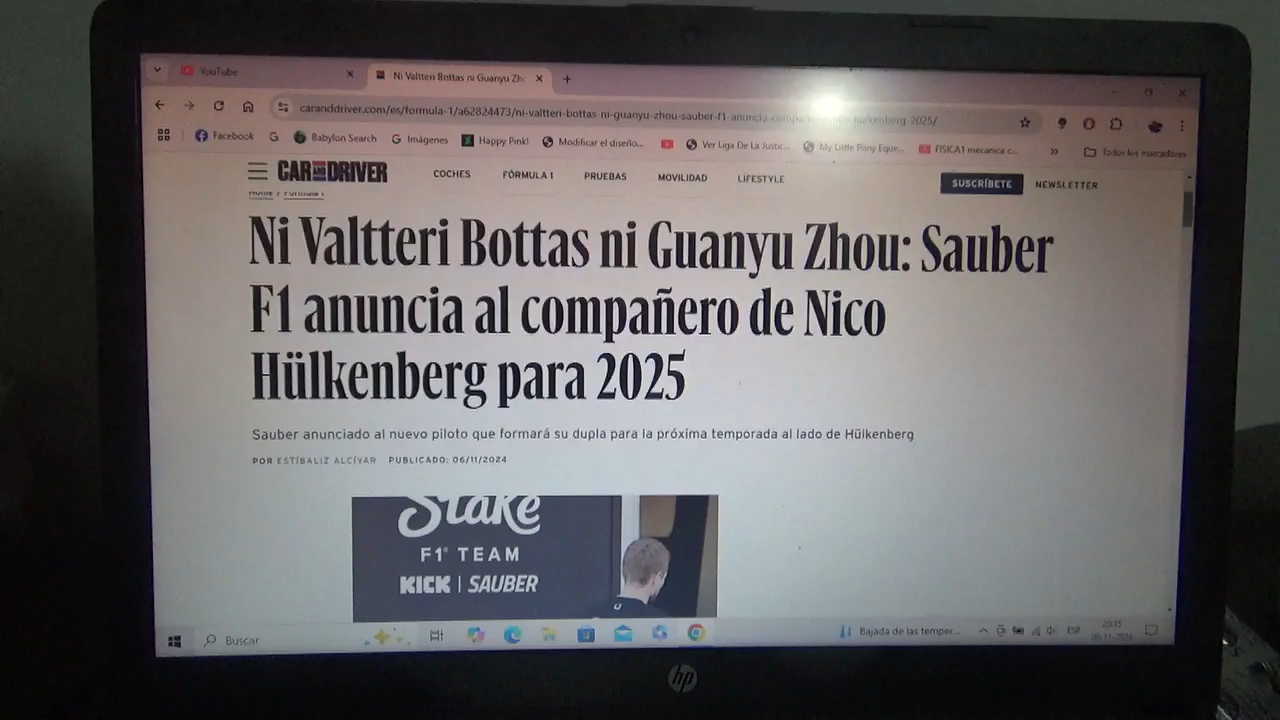 YouTube
Ni Valtteri Bottas ni Guanyu Zh
caranddriver.com/es/formula-1/a62824473/ni-valtteri-bottas-ni-guanyu-zhou-sauber-f1-anuncia-compa
hulkenberg-2025/
Facebook
Babylon Search
Imágenes
Happy Pink!
Modificar el diseño...
Ver Liga De La Justic...
My Little Pony Eque...
FISICA1 mecanica c...
»
Todos los marcadores
CAR AND DRIVER
COCHES
FÓRMULA 1
PRUEBAS
MOVILIDAD
LIFESTYLE
SUSCRÍBETE
NEWSLETTER
Ni Valtteri Bottas ni Guanyu Zhou: Sauber
F1 anuncia al compañero de Nico
Hülkenberg para 2025
Sauber anunciado al nuevo piloto que formará su dupla para la próxima temporada al lado de Hülkenberg
POR ESTÍBALIZ ALCÍVAR PUBLICADO: 06/11/2024
Stake
F1 TEAM
KICK | SAUBER
Buscar
Bajada de las temper...
ESP
hp